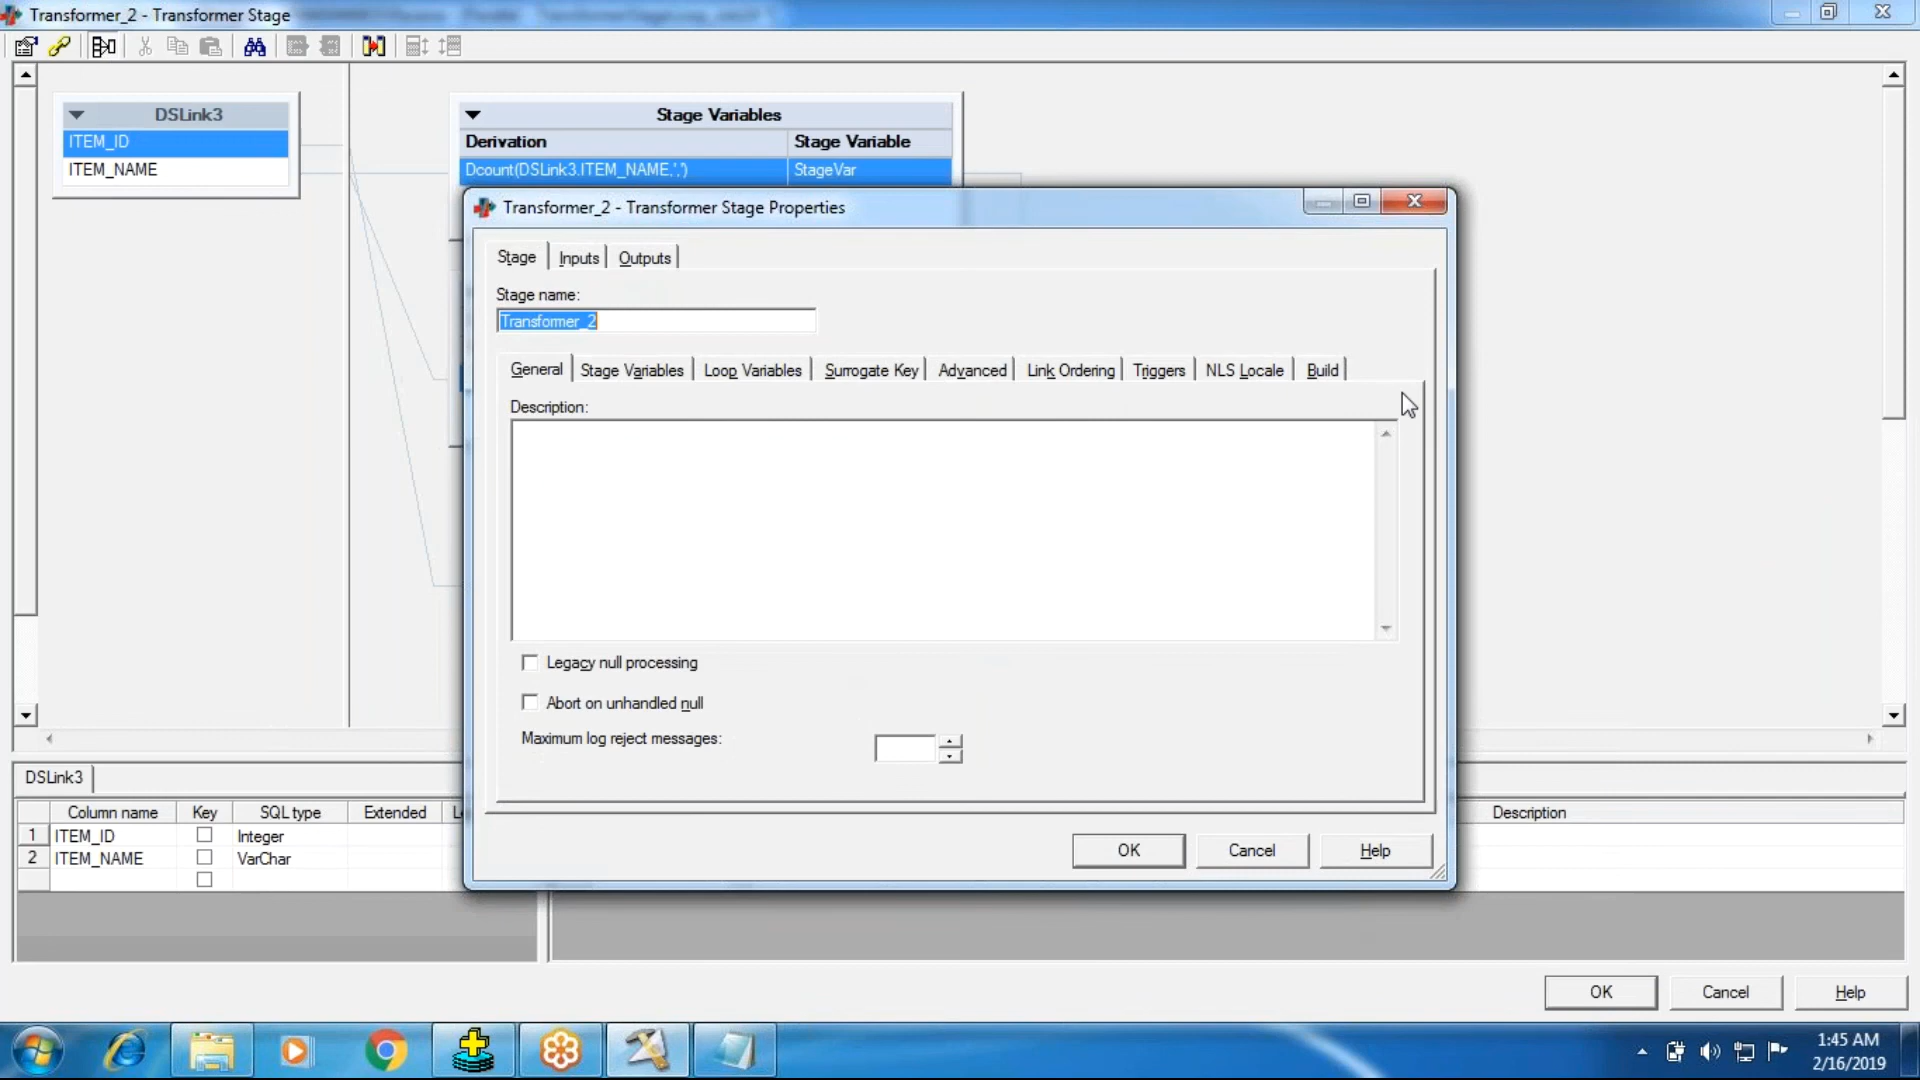 Transformer_2 - Transformer Stage
DSLink3
ITEM_ID
ITEM_NAME
Stage Variables
Derivation
Stage Variable
Dcount(DSLink3.ITEM_NAME,',')
StageVar
Transformer_2 - Transformer Stage Properties
Stage
Inputs
Outputs
Stage name:
Transformer_2
General
Stage Variables
Loop Variables
Surrogate Key
Advanced
Link Ordering
Triggers
NLS Locale
Build
Description:
Legacy null processing
Abort on unhandled null
Maximum log reject messages:
OK
Cancel
Help
DSLink3
Column name
Key
SQL type
Extended
Description
1
ITEM_ID
Integer
2
ITEM_NAME
VarChar
OK
Cancel
Help
1:45 AM
2/16/2019